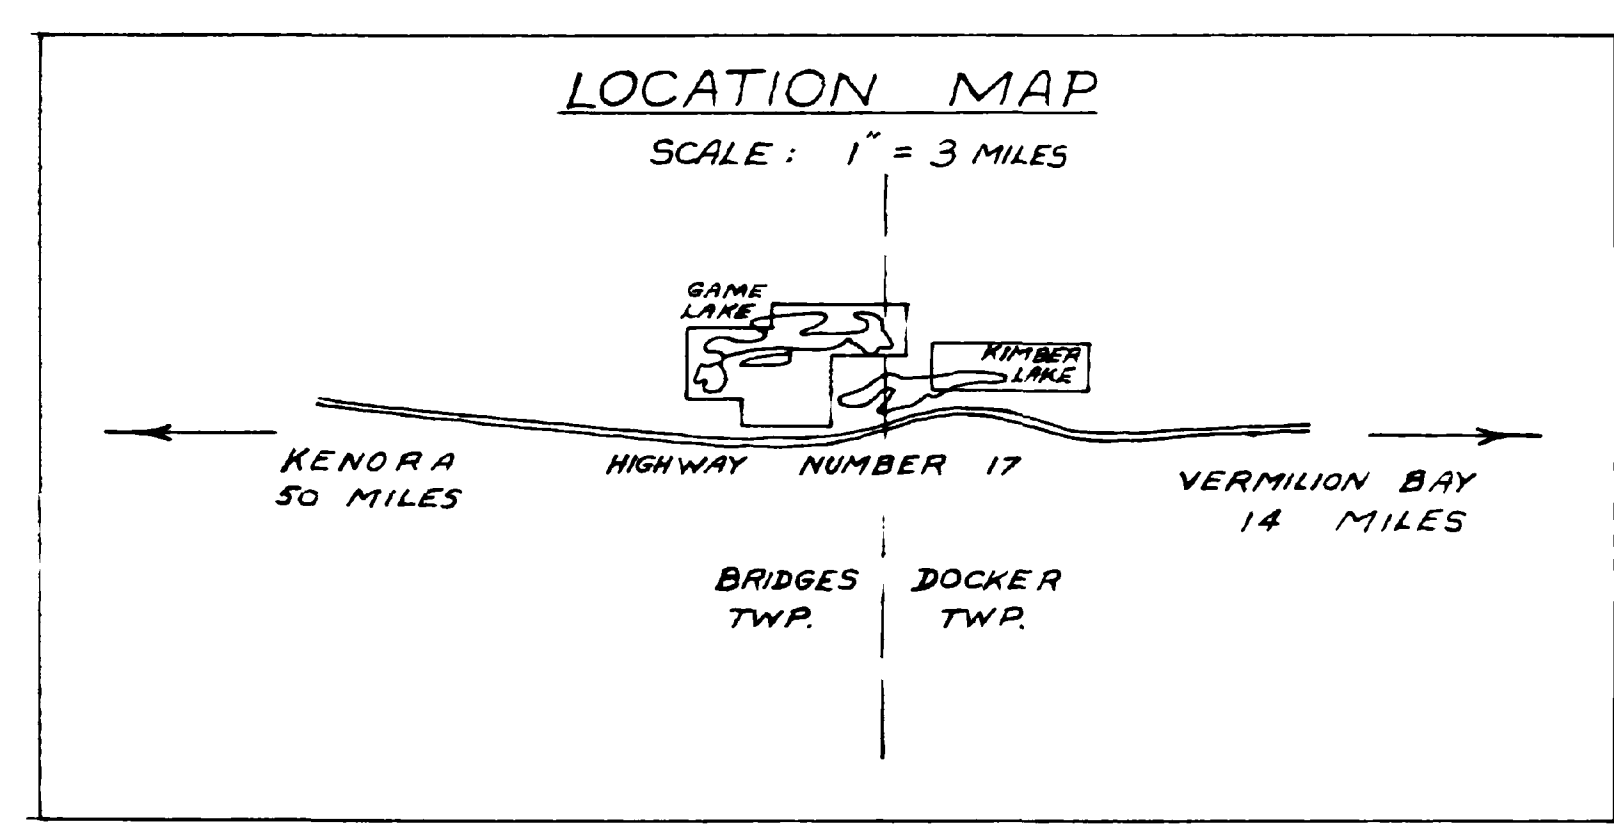 LOCATION MAP
SCALE: 1" = 3 MILES
GAME
LAKE
KIMBER
LAKE
KENORA
50 MILES
HIGHWAY NUMBER 17
VERMILION BAY
14 MILES
BRIDGES
TWP.
DOCKER
TWP.